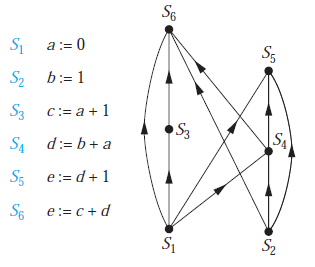 S₁ a := 0
S₂ b := 1
S₃ c := a + 1
S₄ d := b + a
S₅ e := d + 1
S₆ e := c + d
S₆
S₅
S₃
S₄
S₁
S₂